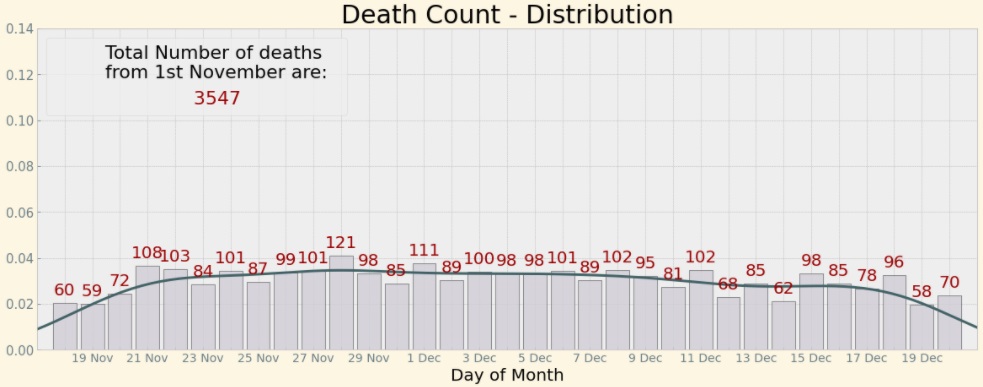 Death Count - Distribution
0.14
0.12
0.10
0.08
0.06
0.04
0.02
0.00
Total Number of deaths
from 1st November are:
3547
60 59 72 108 103 84 101 87 99 101 121 98 85 111 89 100 98 98 101 89 102 95 81 102 68 85 62 98 85 78 96 58 70
19 Nov 21 Nov 23 Nov 25 Nov 27 Nov 29 Nov 1 Dec 3 Dec 5 Dec 7 Dec 9 Dec 11 Dec 13 Dec 15 Dec 17 Dec 19 Dec
Day of Month